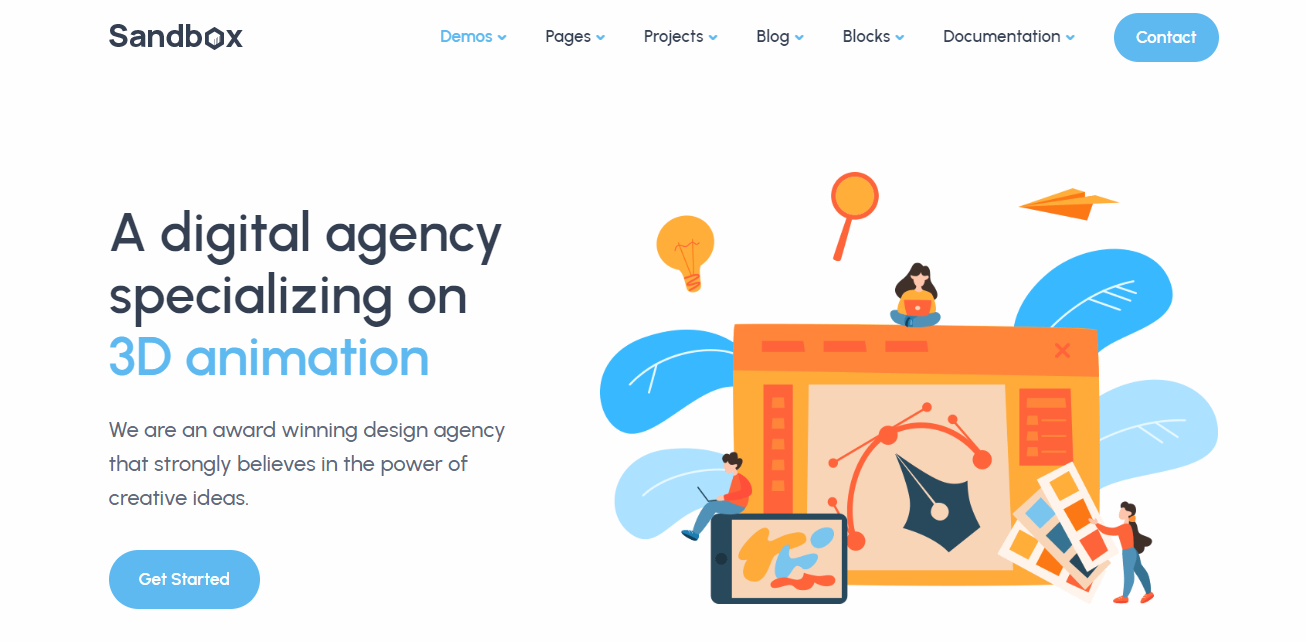 Sandbox
Demos Pages Projects Blog Blocks Documentation Contact
A digital agency
specializing on
3D animation
We are an award winning design agency
that strongly believes in the power of
creative ideas.
Get Started